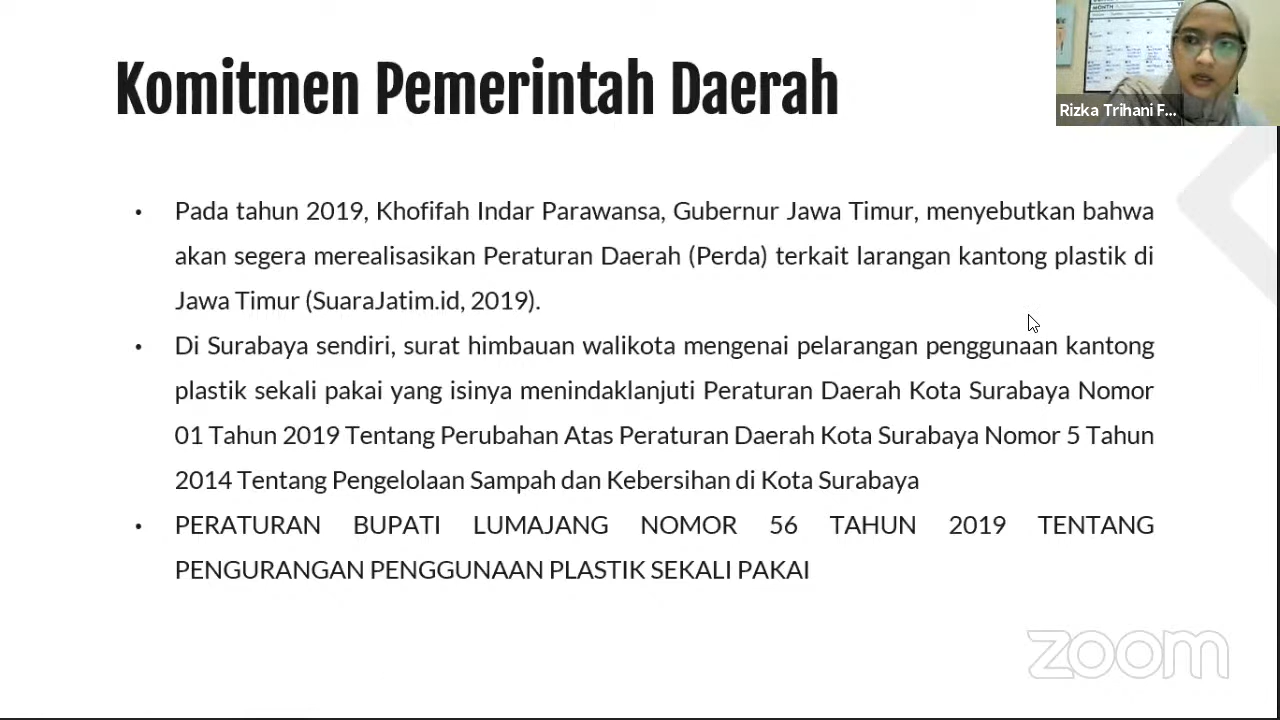 Komitmen Pemerintah Daerah
Rizka Trihani F...
• Pada tahun 2019, Khofifah Indar Parawansa, Gubernur Jawa Timur, menyebutkan bahwa
akan segera merealisasikan Peraturan Daerah (Perda) terkait larangan kantong plastik di
Jawa Timur (SuaraJatim.id, 2019).
• Di Surabaya sendiri, surat himbauan walikota mengenai pelarangan penggunaan kantong
plastik sekali pakai yang isinya menindaklanjuti Peraturan Daerah Kota Surabaya Nomor
01 Tahun 2019 Tentang Perubahan Atas Peraturan Daerah Kota Surabaya Nomor 5 Tahun
2014 Tentang Pengelolaan Sampah dan Kebersihan di Kota Surabaya
• PERATURAN BUPATI LUMAJANG NOMOR 56 TAHUN 2019 TENTANG
PENGURANGAN PENGGUNAAN PLASTIK SEKALI PAKAI
zoom